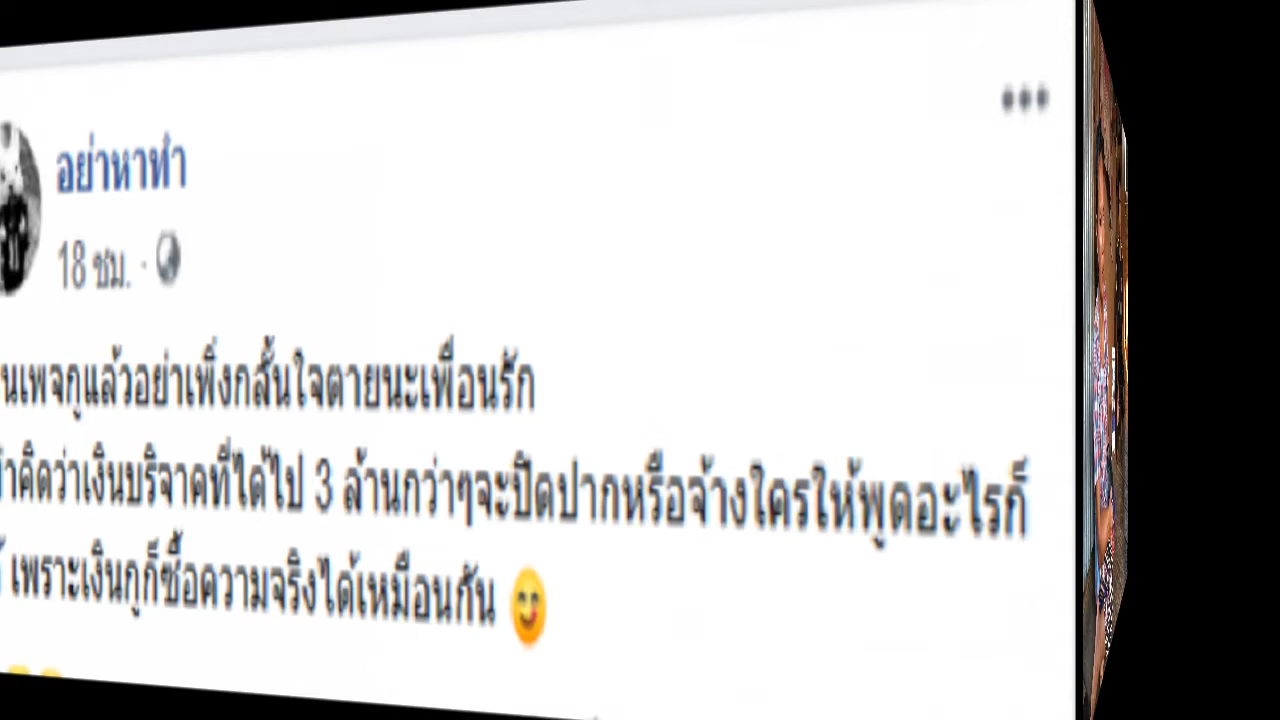 อย่าหาทำ
18 ชม.
นเพจกูแล้วอย่าเพิ่งกลั้นใจตายนะเพื่อนรัก
คิดว่าเงินบริจาคที่ได้ไป 3 ล้านกว่าๆจะปิดปากหรือจ้างใครให้พูดอะไรก็
เพราะเงินกูก็ซื้อความจริงได้เหมือนกัน 😊